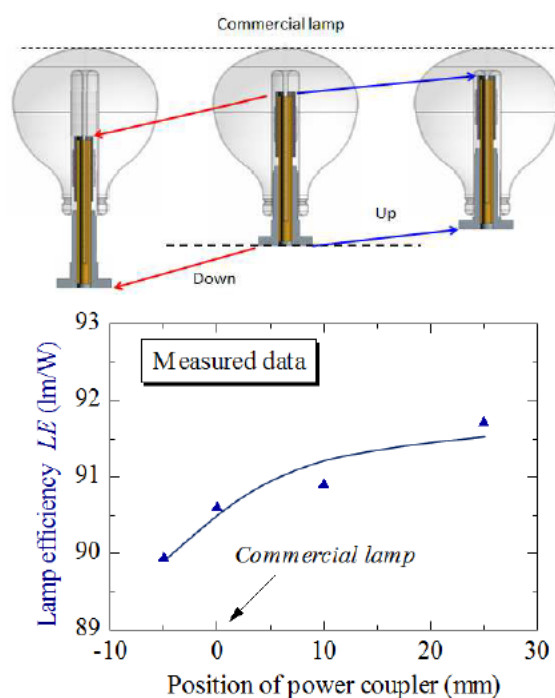 Commercial lamp
Up
Down
93
92
91
90
89
Lamp efficiency LE (lm/W)
Measured data
Commercial lamp
-10 0 10 20 30
Position of power coupler (mm)